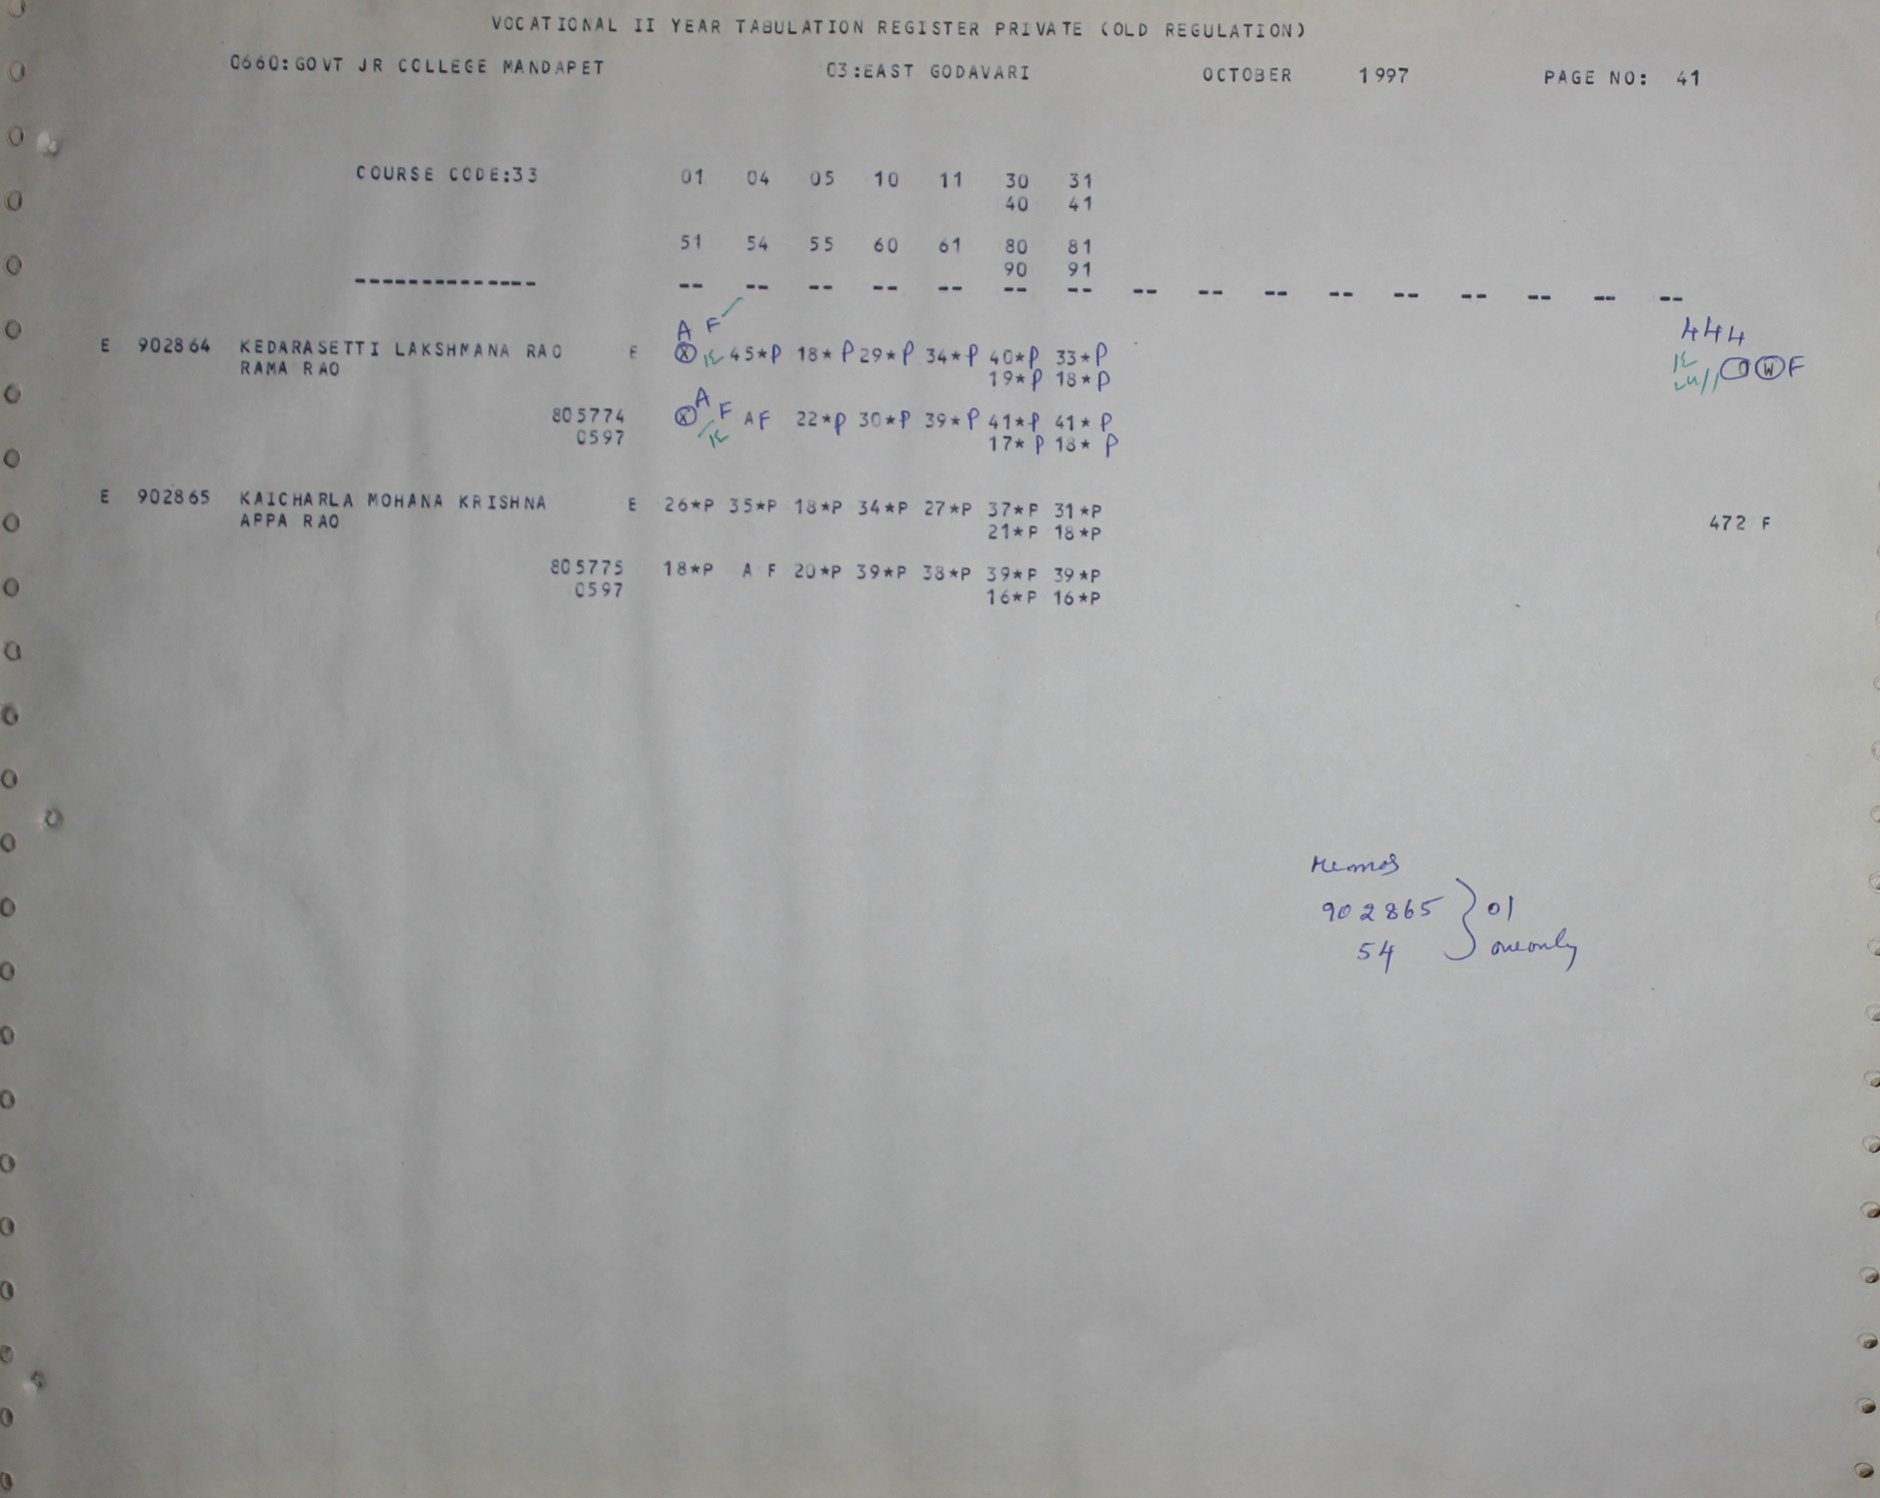 VOCATIONAL II YEAR TABULATION REGISTER PRIVATE (OLD REGULATION)
0660:GOVT JR COLLEGE MANDAPET 03:EAST GODAVARI OCTOBER 1997 PAGE NO: 41
COURSE CODE:33 01 04 05 10 11 30 31
40 41
51 54 55 60 61 80 81
90 91
-------------- -- -- -- -- -- -- -- -- -- -- -- -- -- -- -- --
A F 444
E 902864 KEDARASETTI LAKSHMANA RAO E X 45*P 18*P 29*P 34*P 40*P 33*P W F
RAMA RAO 19*P 18*P
A
805774 X F A F 22*P 30*P 39*P 41*P 41*P
0597 17*P 18*P
E 902865 KAICHARLA MOHANA KRISHNA E 26*P 35*P 18*P 34*P 27*P 37*P 31*P
APPA RAO 21*P 18*P 472 F
805775 18*P A F 20*P 39*P 38*P 39*P 39*P
0597 16*P 16*P
Memos
902865 } 01
54 one only